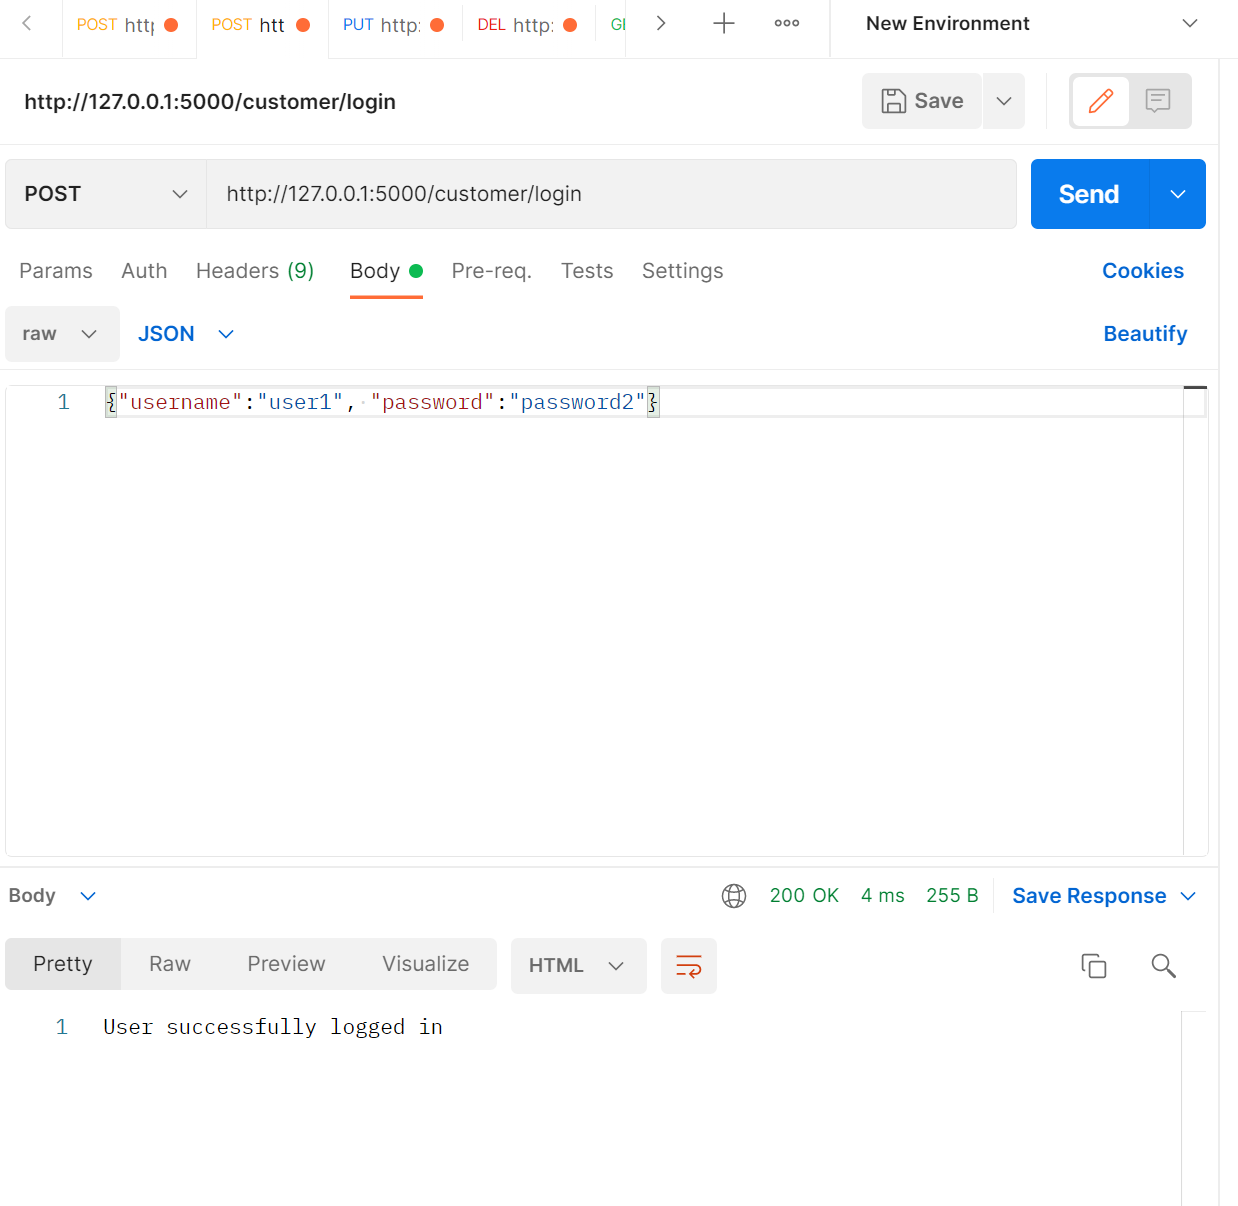 POST http
POST htt
PUT http:
DEL http:
New Environment
http://127.0.0.1:5000/customer/login
Save
POST
http://127.0.0.1:5000/customer/login
Send
Params Auth Headers (9) Body Pre-req. Tests Settings
Cookies
raw
JSON
Beautify
1 {"username":"user1", "password":"password2"}
Body
200 OK 4 ms 255 B
Save Response
Pretty Raw Preview Visualize
HTML
1 User successfully logged in